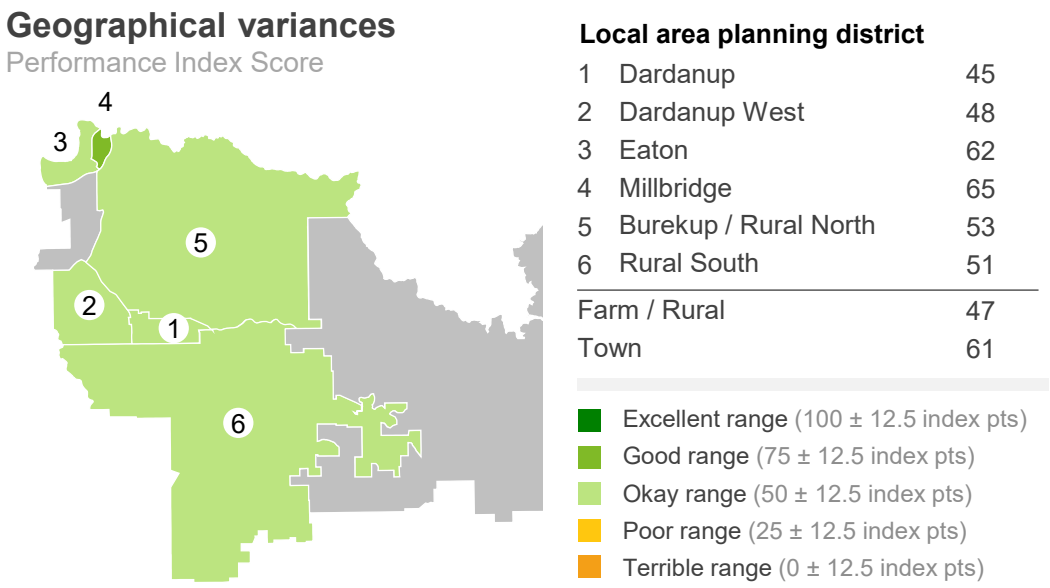 Geographical variances
Performance Index Score
4
3
5
2
1
6
Local area planning district
1 Dardanup 45
2 Dardanup West 48
3 Eaton 62
4 Millbridge 65
5 Burekup / Rural North 53
6 Rural South 51
Farm / Rural 47
Town 61
Excellent range (100 ± 12.5 index pts)
Good range (75 ± 12.5 index pts)
Okay range (50 ± 12.5 index pts)
Poor range (25 ± 12.5 index pts)
Terrible range (0 ± 12.5 index pts)